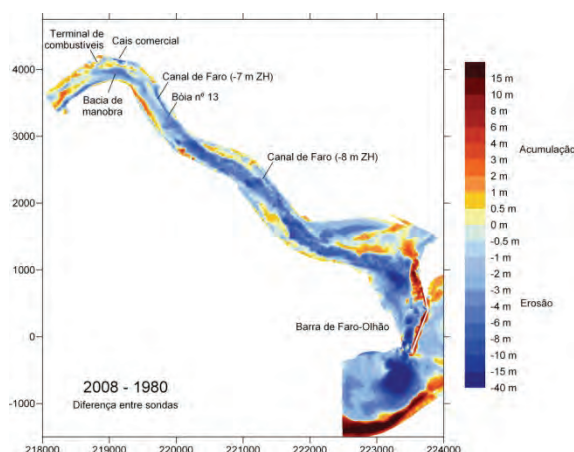 Terminal de
combustíveis
Cais comercial
Canal de Faro (-7 m ZH)
Bacia de
manobra
Bòia nº 13
Canal de Faro (-8 m ZH)
Barra de Faro-Olhão
2008 - 1980
Diferença entre sondas
4000
3000
2000
1000
0
-1000
218000
219000
220000
221000
222000
223000
224000
15 m
10 m
8 m
6 m
4 m
3 m
2 m
1 m
0.5 m
0 m
-0.5 m
-1 m
-2 m
-3 m
-4 m
-6 m
-8 m
-10 m
-15 m
-40 m
Acumulação
Erosão